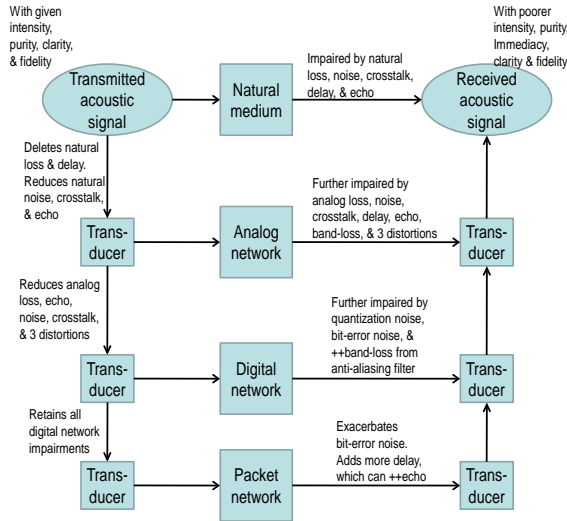 With given
intensity,
purity, clarity,
& fidelity
With poorer
intensity, purity,
Immediacy,
clarity & fidelity
Transmitted
acoustic
signal
Natural
medium
Impaired by natural
loss, noise, crosstalk,
delay, & echo
Received
acoustic
signal
Deletes natural
loss & delay.
Reduces natural
noise, crosstalk,
& echo
Further impaired by
analog loss, noise,
crosstalk, delay, echo,
band-loss, & 3 distortions
Trans-
ducer
Analog
network
Trans-
ducer
Reduces analog
loss, echo,
noise, crosstalk,
& 3 distortions
Further impaired by
quantization noise,
bit-error noise, &
++band-loss from
anti-aliasing filter
Trans-
ducer
Digital
network
Trans-
ducer
Retains all
digital network
impairments
Exacerbates
bit-error noise.
Adds more delay,
which can ++echo
Trans-
ducer
Packet
network
Trans-
ducer